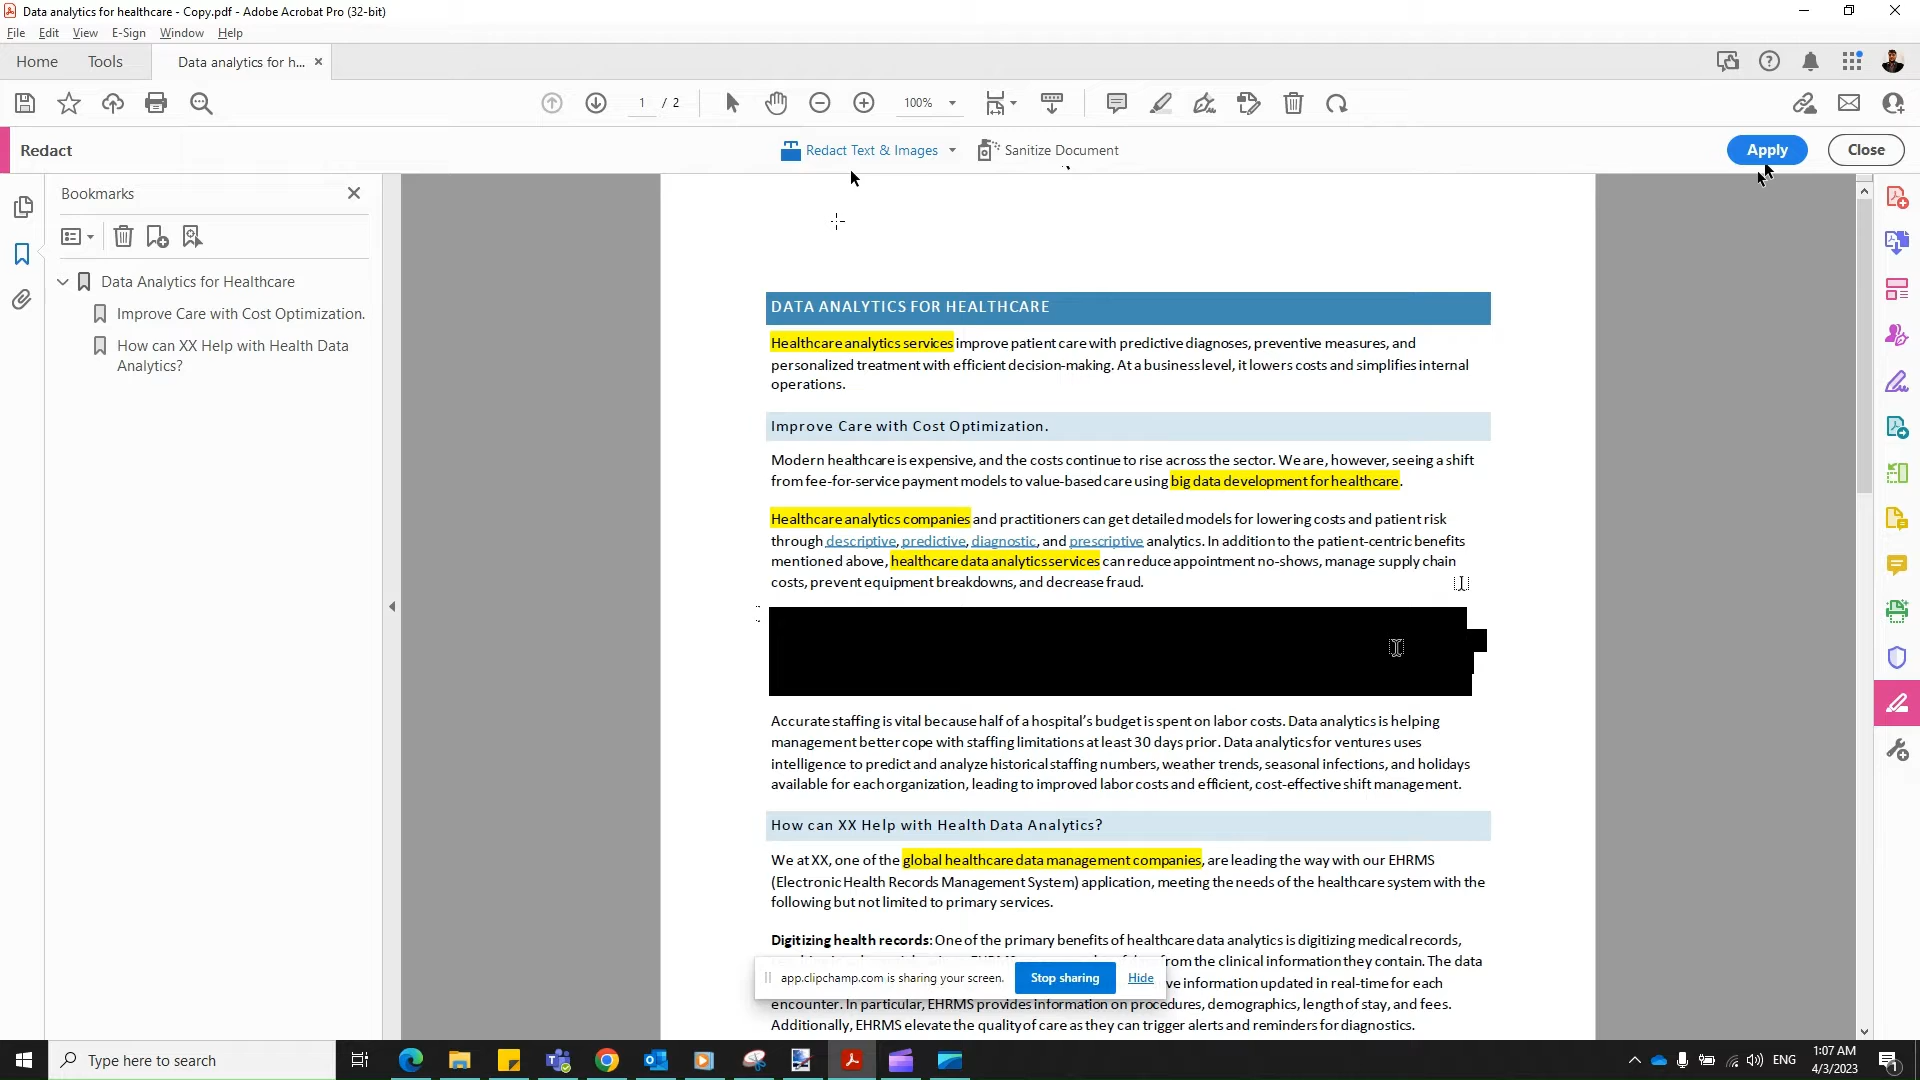 Data analytics for healthcare - Copy.pdf - Adobe Acrobat Pro (32-bit)
File Edit View E-Sign Window Help
Home Tools Data analytics for h...
1 / 2 100%
Redact Redact Text & Images Sanitize Document Apply Close
Bookmarks
Data Analytics for Healthcare
Improve Care with Cost Optimization.
How can XX Help with Health Data
Analytics?
DATA ANALYTICS FOR HEALTHCARE
Healthcare analytics services improve patient care with predictive diagnoses, preventive measures, and
personalized treatment with efficient decision-making. At a business level, it lowers costs and simplifies internal
operations.
Improve Care with Cost Optimization.
Modern healthcare is expensive, and the costs continue to rise across the sector. We are, however, seeing a shift
from fee-for-service payment models to value-based care using big data development for healthcare.
Healthcare analytics companies and practitioners can get detailed models for lowering costs and patient risk
through descriptive, predictive, diagnostic, and prescriptive analytics. In addition to the patient-centric benefits
mentioned above, healthcare data analytics services can reduce appointment no-shows, manage supply chain
costs, prevent equipment breakdowns, and decrease fraud.
Accurate staffing is vital because half of a hospital’s budget is spent on labor costs. Data analytics is helping
management better cope with staffing limitations at least 30 days prior. Data analytics for ventures uses
intelligence to predict and analyze historical staffing numbers, weather trends, seasonal infections, and holidays
available for each organization, leading to improved labor costs and efficient, cost-effective shift management.
How can XX Help with Health Data Analytics?
We at XX, one of the global healthcare data management companies, are leading the way with our EHRMS
(Electronic Health Records Management System) application, meeting the needs of the healthcare system with the
following but not limited to primary services.
Digitizing health records: One of the primary benefits of healthcare data analytics is digitizing medical records,
from the clinical information they contain. The data
app.clipchamp.com is sharing your screen. Stop sharing Hide
information updated in real-time for each
encounter. In particular, EHRMS provides information on procedures, demographics, length of stay, and fees.
Additionally, EHRMS elevate the quality of care as they can trigger alerts and reminders for diagnostics.
Type here to search
ENG
1:07 AM
4/3/2023
1